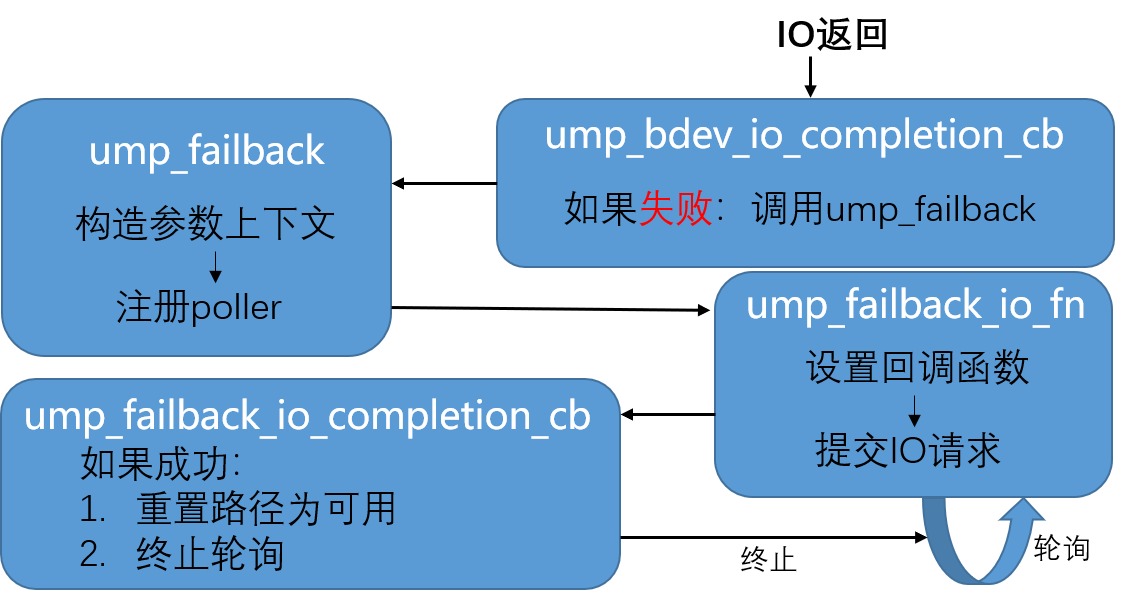 IO返回
ump_bdev_io_completion_cb
如果失败：调用ump_failback
ump_failback
构造参数上下文
注册poller
ump_failback_io_fn
设置回调函数
提交IO请求
ump_failback_io_completion_cb
如果成功：
1. 重置路径为可用
2. 终止轮询
终止
轮询